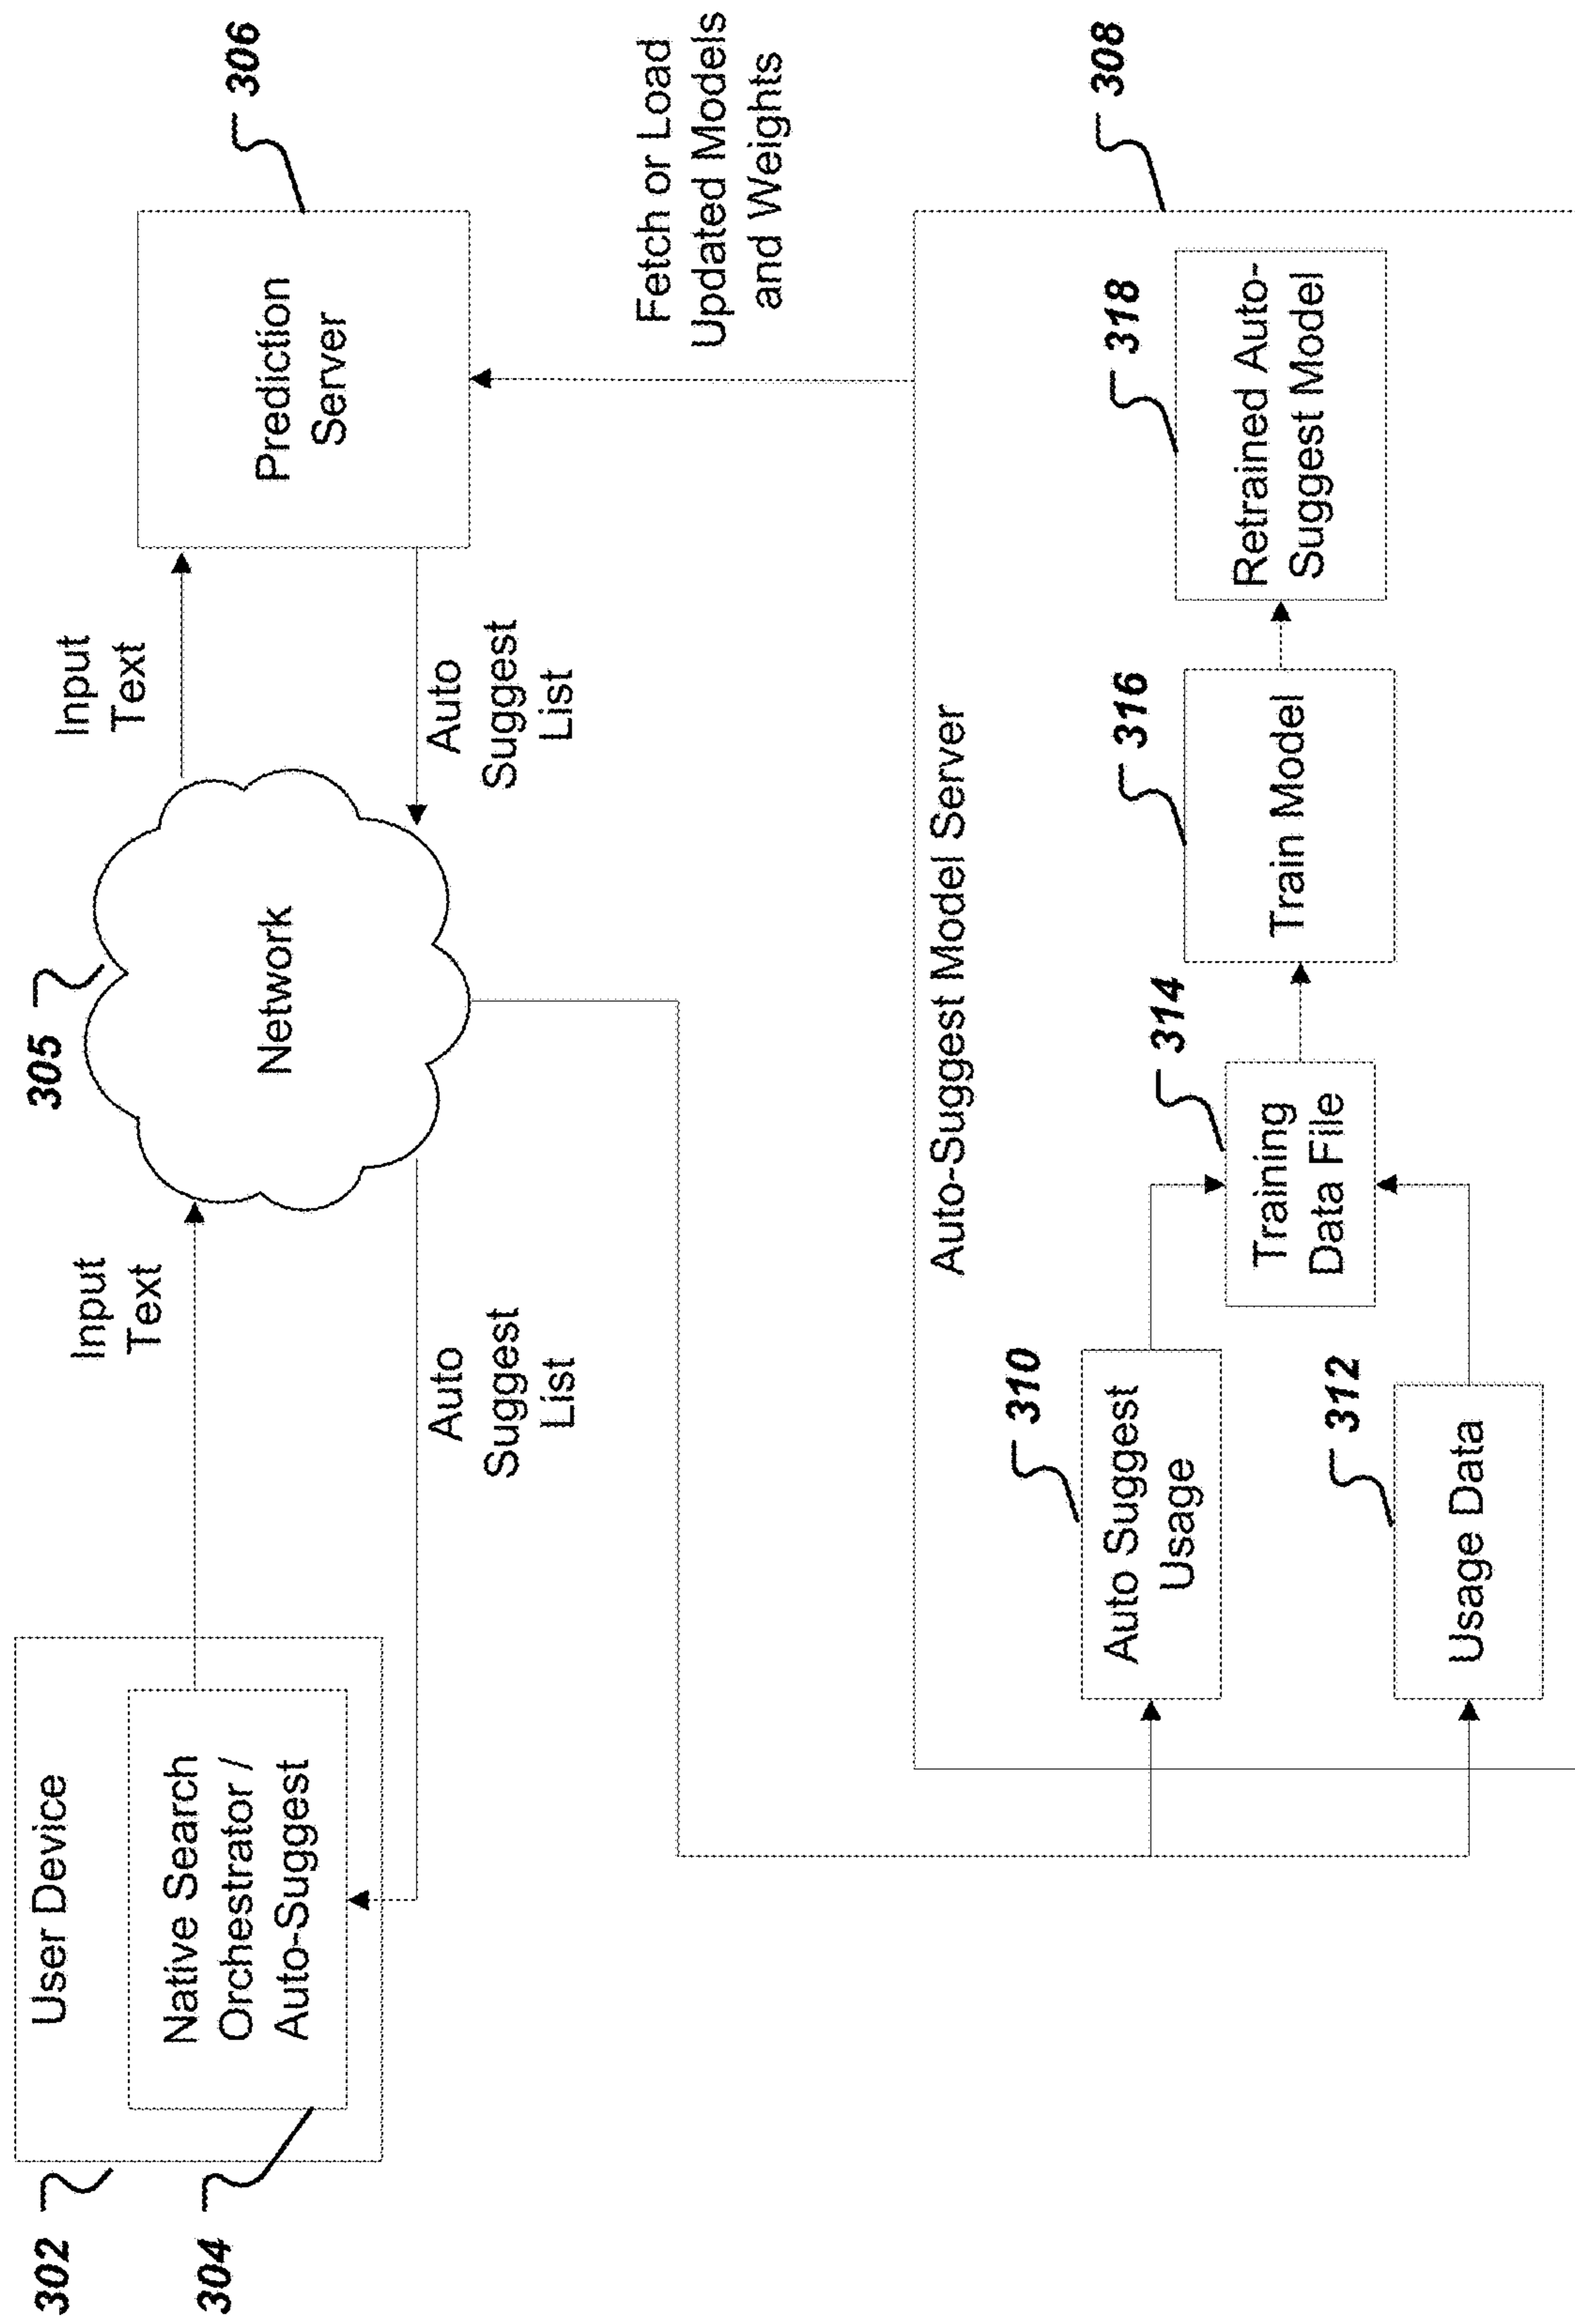 302
User Device
304
Native Search
Orchestrator /
Auto-Suggest
Input
Text
Auto
Suggest
List
305
Network
Input
Text
Auto
Suggest
List
306
Prediction
Server
Fetch or Load
Updated Models
and Weights
308
Auto-Suggest Model Server
310
Auto Suggest
Usage
312
Usage Data
314
Training
Data File
316
Train Model
318
Retrained Auto-
Suggest Model